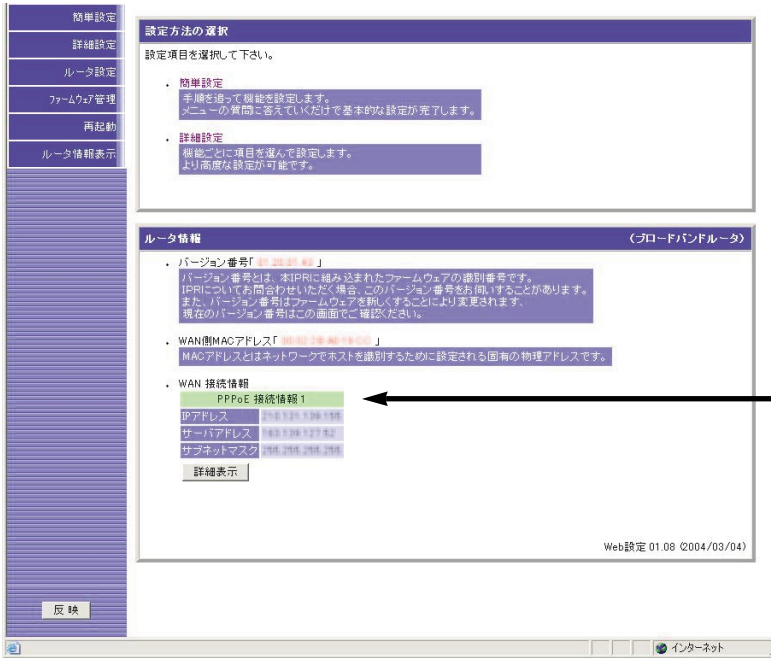 簡単設定
詳細設定
ルータ設定
ファームウェア管理
再起動
ルータ情報表示
反映
設定方法の選択
設定項目を選択して下さい。
・ 簡単設定
手順を追って機能を設定します。
メニューの質問に答えていくだけで基本的な設定が完了します。
・ 詳細設定
機能ごとに項目を選んで設定します。
より高度な設定が可能です。
ルータ情報 (ブロードバンドルータ)
・ バージョン番号「 」
バージョン番号とは、本IPRIに組み込まれたファームウェアの識別番号です。
IPRIについてお問合わせいただく場合、このバージョン番号をお伺いすることがあります。
また、バージョン番号はファームウェアを新しくすることにより変更されます、
現在のバージョン番号はこの画面でご確認ください。
・ WAN側MACアドレス「 」
MACアドレスとはネットワークでホストを識別するために設定される固有の物理アドレスです。
・ WAN 接続情報
PPPoE 接続情報1
IPアドレス
サーバアドレス
サブネットマスク
詳細表示
Web設定 01.08 (2004/03/04)
インターネット